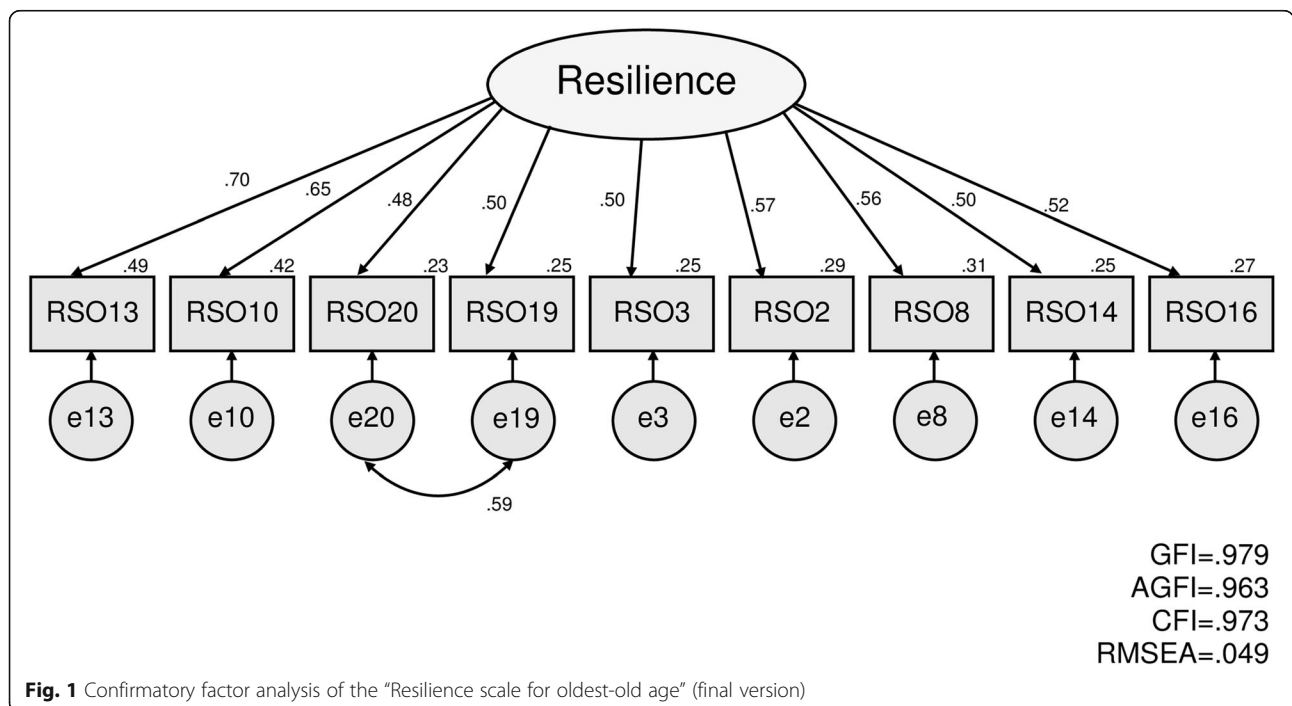 Resilience
.70 .65 .48 .50 .50 .57 .56 .50 .52
.49 .42 .23 .25 .25 .29 .31 .25 .27
RSO13 RSO10 RSO20 RSO19 RSO3 RSO2 RSO8 RSO14 RSO16
e13 e10 e20 e19 e3 e2 e8 e14 e16
.59
GFI=.979
AGFI=.963
CFI=.973
RMSEA=.049
Fig. 1 Confirmatory factor analysis of the “Resilience scale for oldest-old age” (final version)